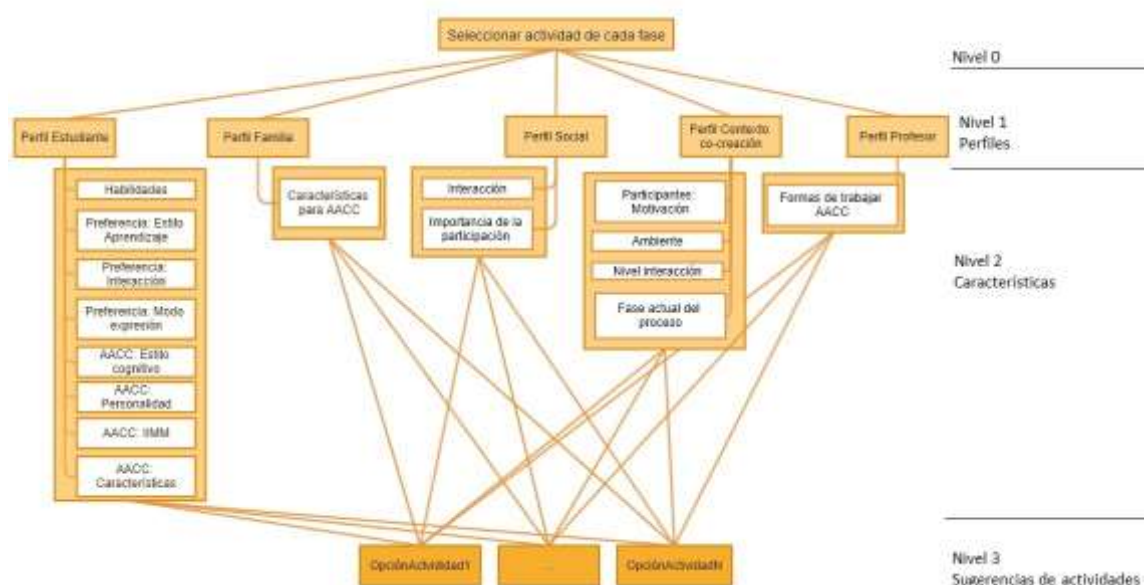 Seleccionar actividad de cada fase
Nivel 0
Perfil Estudiante
Perfil Familia
Perfil Social
Perfil Contexto
co-creación
Perfil Profesor
Nivel 1
Perfiles
Habilidades
Preferencia: Estilo
Aprendizaje
Preferencia:
Interacción
Preferencia: Modo
expresión
AACC: Estilo
cognitivo
AACC:
Personalidad
AACC: IIMM
AACC:
Características
Características
para AACC
Interacción
Importancia de la
participación
Participantes:
Motivación
Ambiente
Nivel interacción
Fase actual del
proceso
Formas de trabajar
AACC
Nivel 2
Características
OpciónActividad1
...
OpciónActividadN
Nivel 3
Sugerencias de actividades